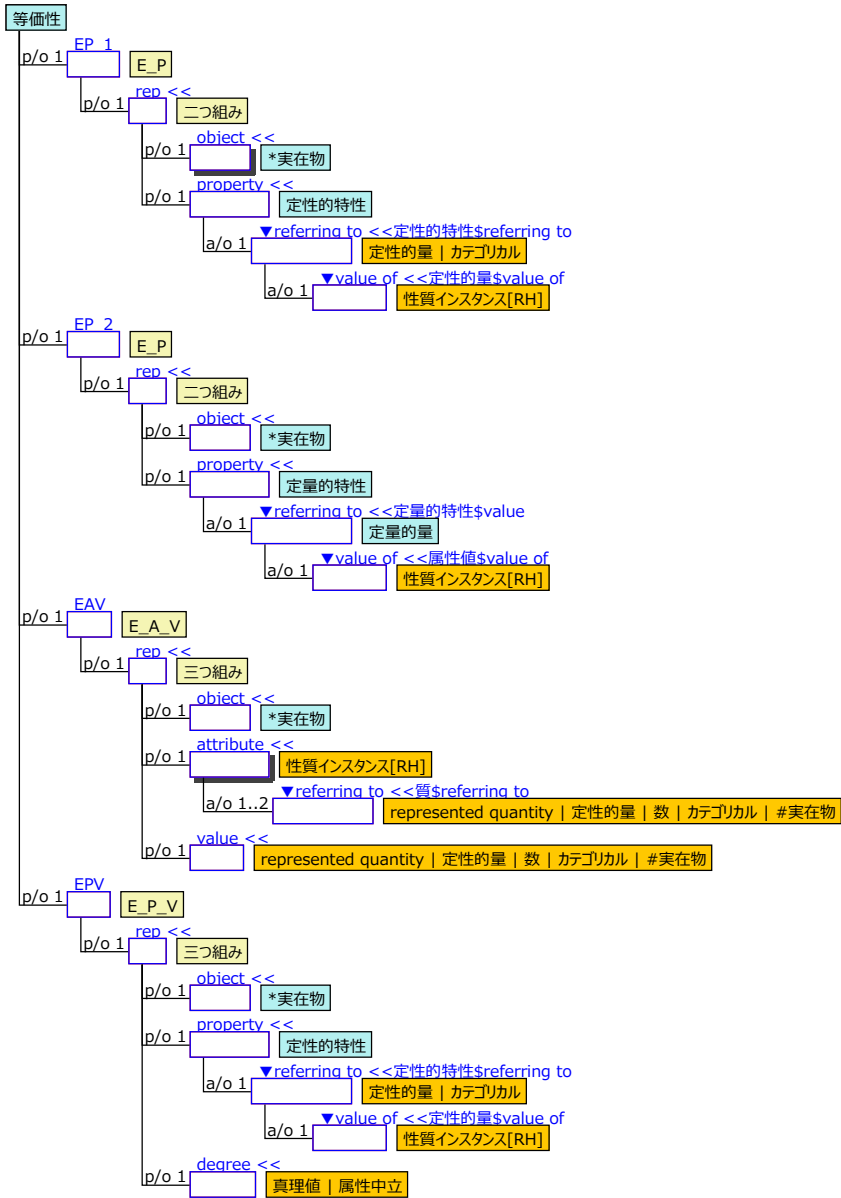 等価性
EP_1
p/o 1 E_P
rep <<
p/o 1 二つ組み
object <<
p/o 1 *実在物
property <<
p/o 1 定性的特性
▼referring to <<定性的特性$referring to
a/o 1 定性的量 | カテゴリカル
▼value of <<定性的量$value of
a/o 1 性質インスタンス[RH]
EP_2
p/o 1 E_P
rep <<
p/o 1 二つ組み
object <<
p/o 1 *実在物
property <<
p/o 1 定量的特性
▼referring to <<定量的特性$value
a/o 1 定量的量
▼value of <<属性値$value of
a/o 1 性質インスタンス[RH]
EAV
p/o 1 E_A_V
rep <<
p/o 1 三つ組み
object <<
p/o 1 *実在物
attribute <<
p/o 1 性質インスタンス[RH]
▼referring to <<質$referring to
a/o 1..2 represented quantity | 定性的量 | 数 | カテゴリカル | #実在物
value <<
p/o 1 represented quantity | 定性的量 | 数 | カテゴリカル | #実在物
EPV
p/o 1 E_P_V
rep <<
p/o 1 三つ組み
object <<
p/o 1 *実在物
property <<
p/o 1 定性的特性
▼referring to <<定性的特性$referring to
a/o 1 定性的量 | カテゴリカル
▼value of <<定性的量$value of
a/o 1 性質インスタンス[RH]
degree <<
p/o 1 真理値 | 属性中立